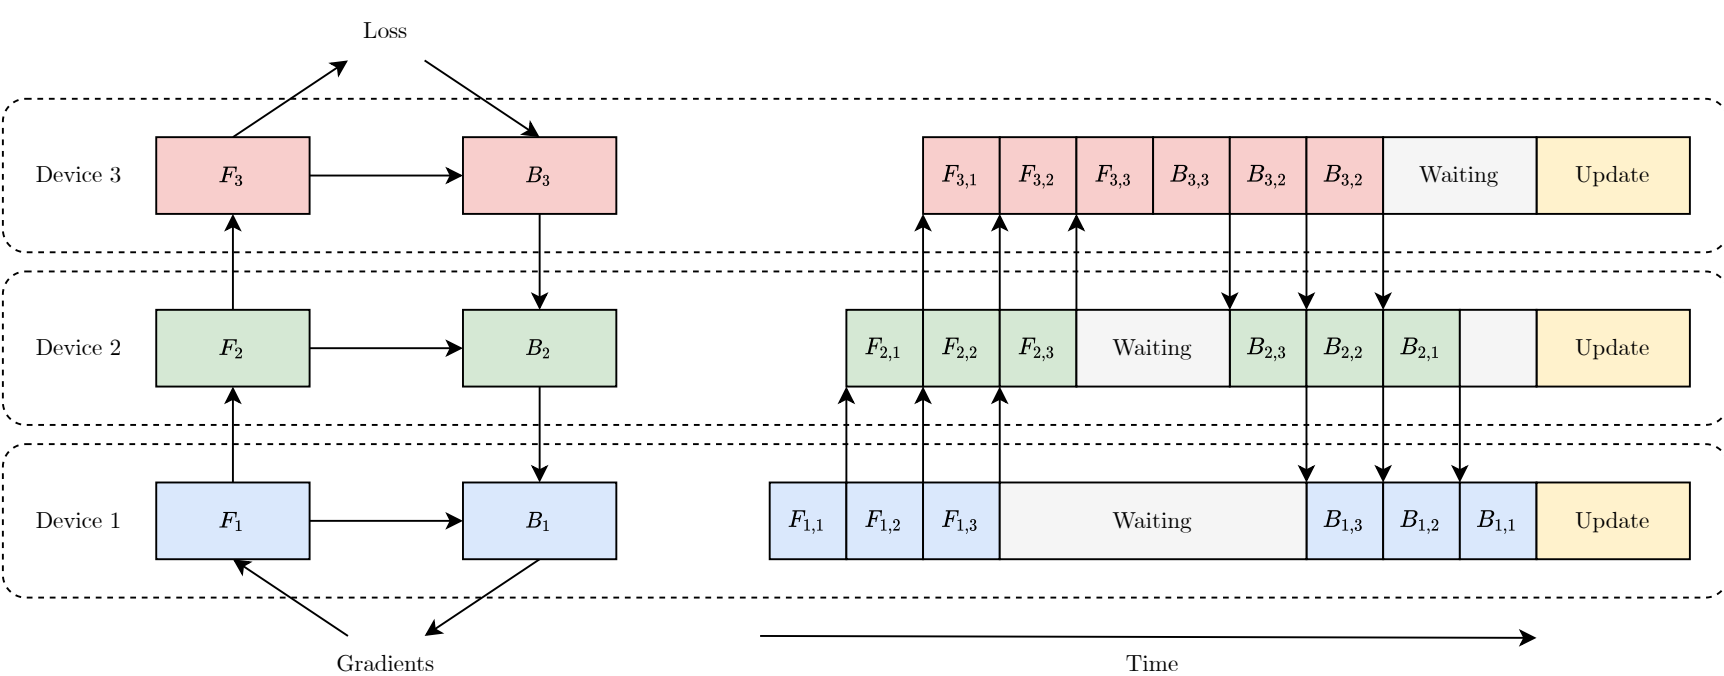 Loss
Device 3 F₃ B₃ F₃,₁ F₃,₂ F₃,₃ B₃,₃ B₃,₂ B₃,₂ Waiting Update
Device 2 F₂ B₂ F₂,₁ F₂,₂ F₂,₃ Waiting B₂,₃ B₂,₂ B₂,₁ Update
Device 1 F₁ B₁ F₁,₁ F₁,₂ F₁,₃ Waiting B₁,₃ B₁,₂ B₁,₁ Update
Gradients Time